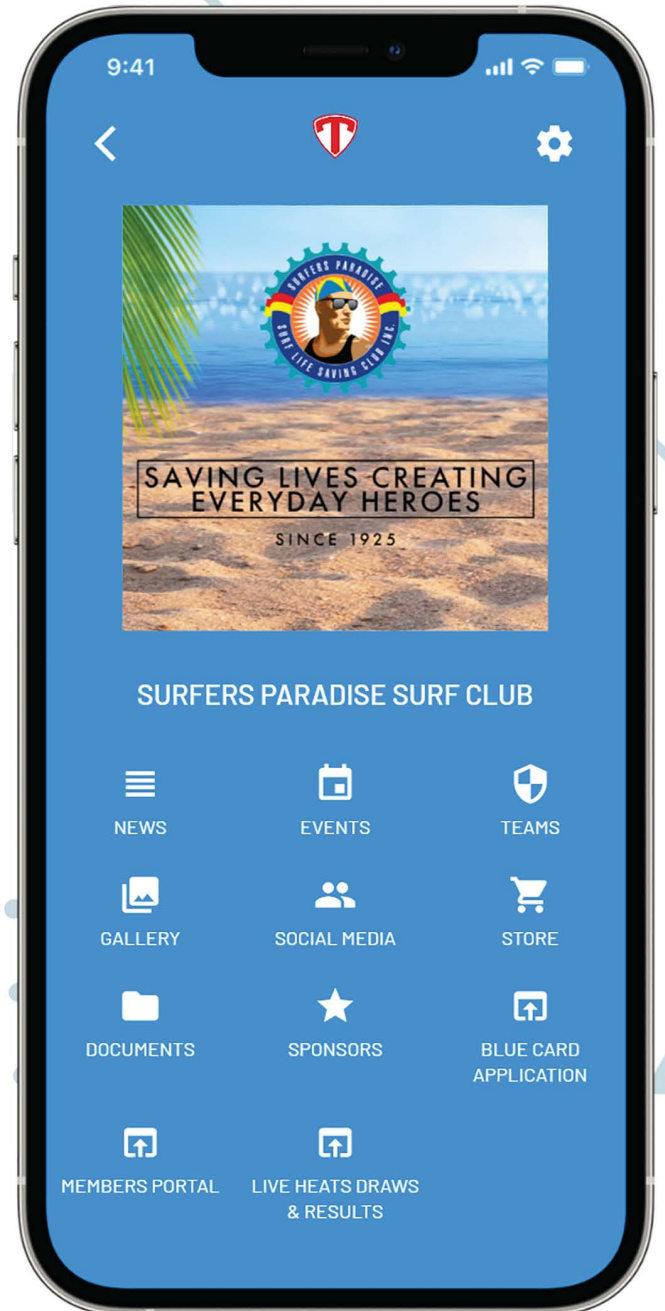 9:41
SURFERS PARADISE
SURF LIFE SAVING CLUB INC.
SAVING LIVES CREATING
EVERYDAY HEROES
SINCE 1925
SURFERS PARADISE SURF CLUB
NEWS
EVENTS
TEAMS
GALLERY
SOCIAL MEDIA
STORE
DOCUMENTS
SPONSORS
BLUE CARD
APPLICATION
MEMBERS PORTAL
LIVE HEATS DRAWS
& RESULTS